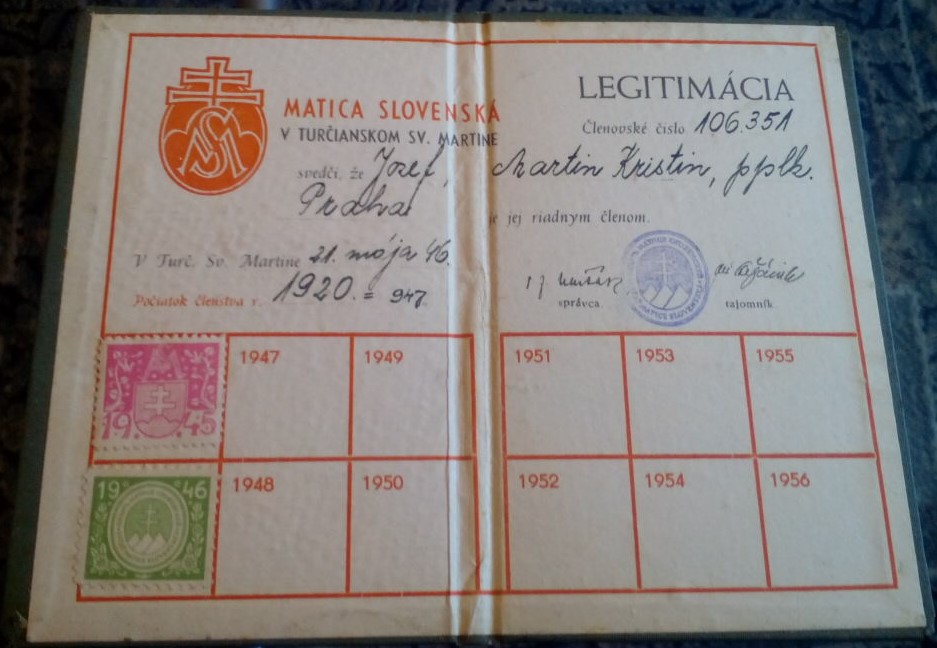 LEGITIMÁCIA
MATICA SLOVENSKÁ
V TURČIANSKOM SV. MARTINE
Členovské číslo 106.351
svedčí, že Jozef, Martin Kristin, pplk.
Praha je jej riadnym členom.
V Turč. Sv. Martine 21. mája 46.
Počiatok členstva r. 1920. = 947
správca tajomník
1945 1947 1949 1951 1953 1955
1946 1948 1950 1952 1954 1956